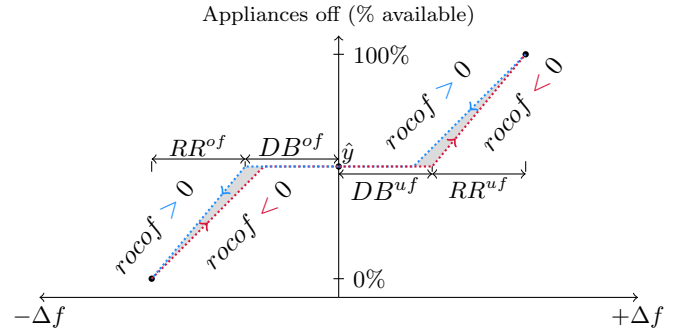 Appliances off (% available)
100%
rocof > 0
rocof < 0
RR^{of}
DB^{of}
ŷ
DB^{uf}
RR^{uf}
rocof > 0
rocof < 0
0%
−Δf
+Δf